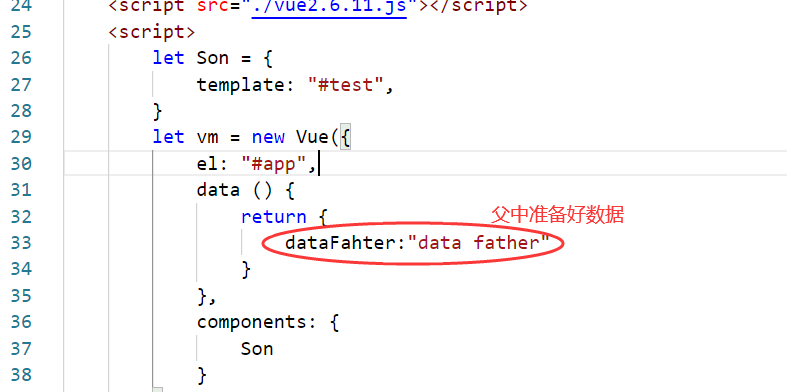 24 <script src="./vue2.6.11.js"></script>
25 <script>
26 let Son = {
27 template: "#test",
28 }
29 let vm = new Vue({
30 el: "#app",
31 data () {
32 return { 父中准备好数据
33 dataFahter:"data father"
34 }
35 },
36 components: {
37 Son
38 }